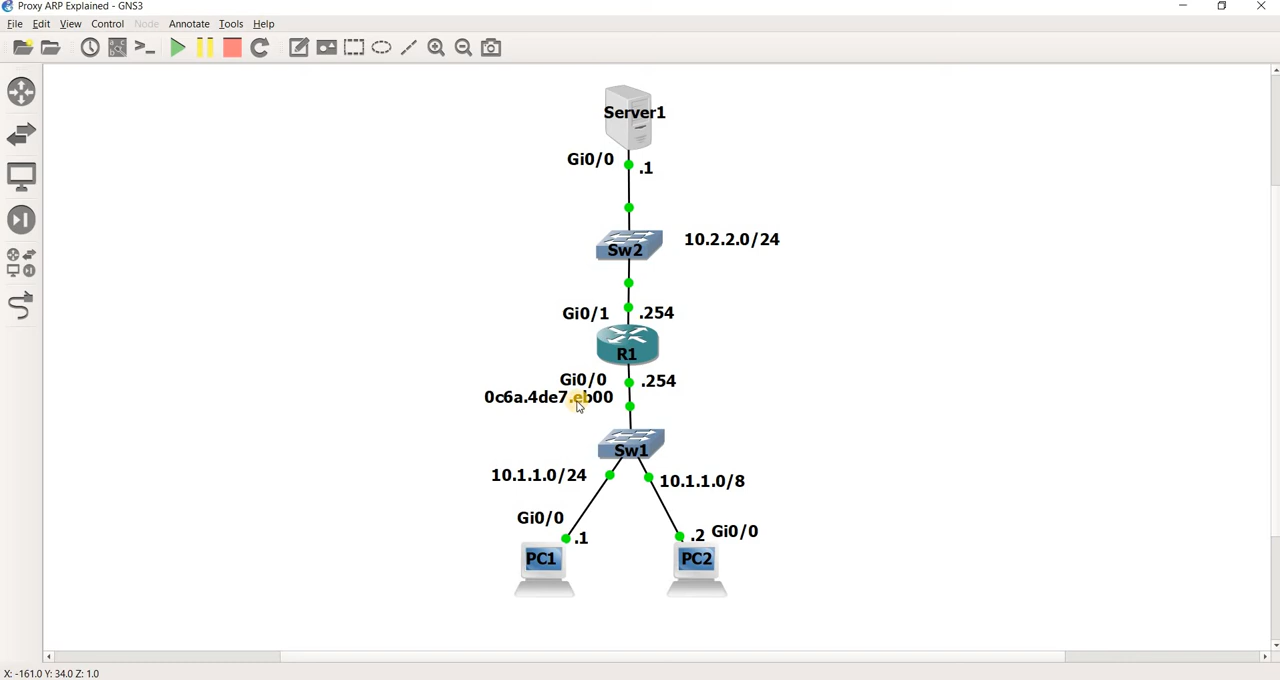 Proxy ARP Explained - GNS3
File Edit View Control Node Annotate Tools Help
Server1
Gi0/0
.1
Sw2
10.2.2.0/24
Gi0/1
.254
R1
Gi0/0
.254
0c6a.4de7.eb00
Sw1
10.1.1.0/24
10.1.1.0/8
Gi0/0
.1
.2 Gi0/0
PC1
PC2
X: -161.0 Y: 34.0 Z: 1.0